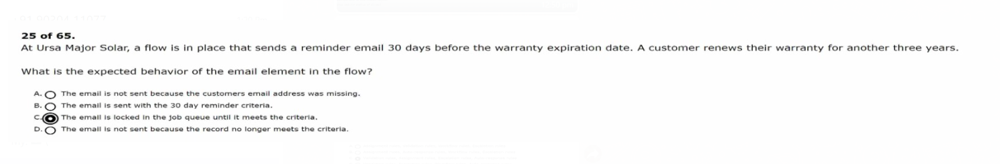 25 of 65.
At Ursa Major Solar, a flow is in place that sends a reminder email 30 days before the warranty expiration date. A customer renews their warranty for another three years.
What is the expected behavior of the email element in the flow?
A. The email is not sent because the customers email address was missing.
B. The email is sent with the 30 day reminder criteria.
C. The email is locked in the job queue until it meets the criteria.
D. The email is not sent because the record no longer meets the criteria.